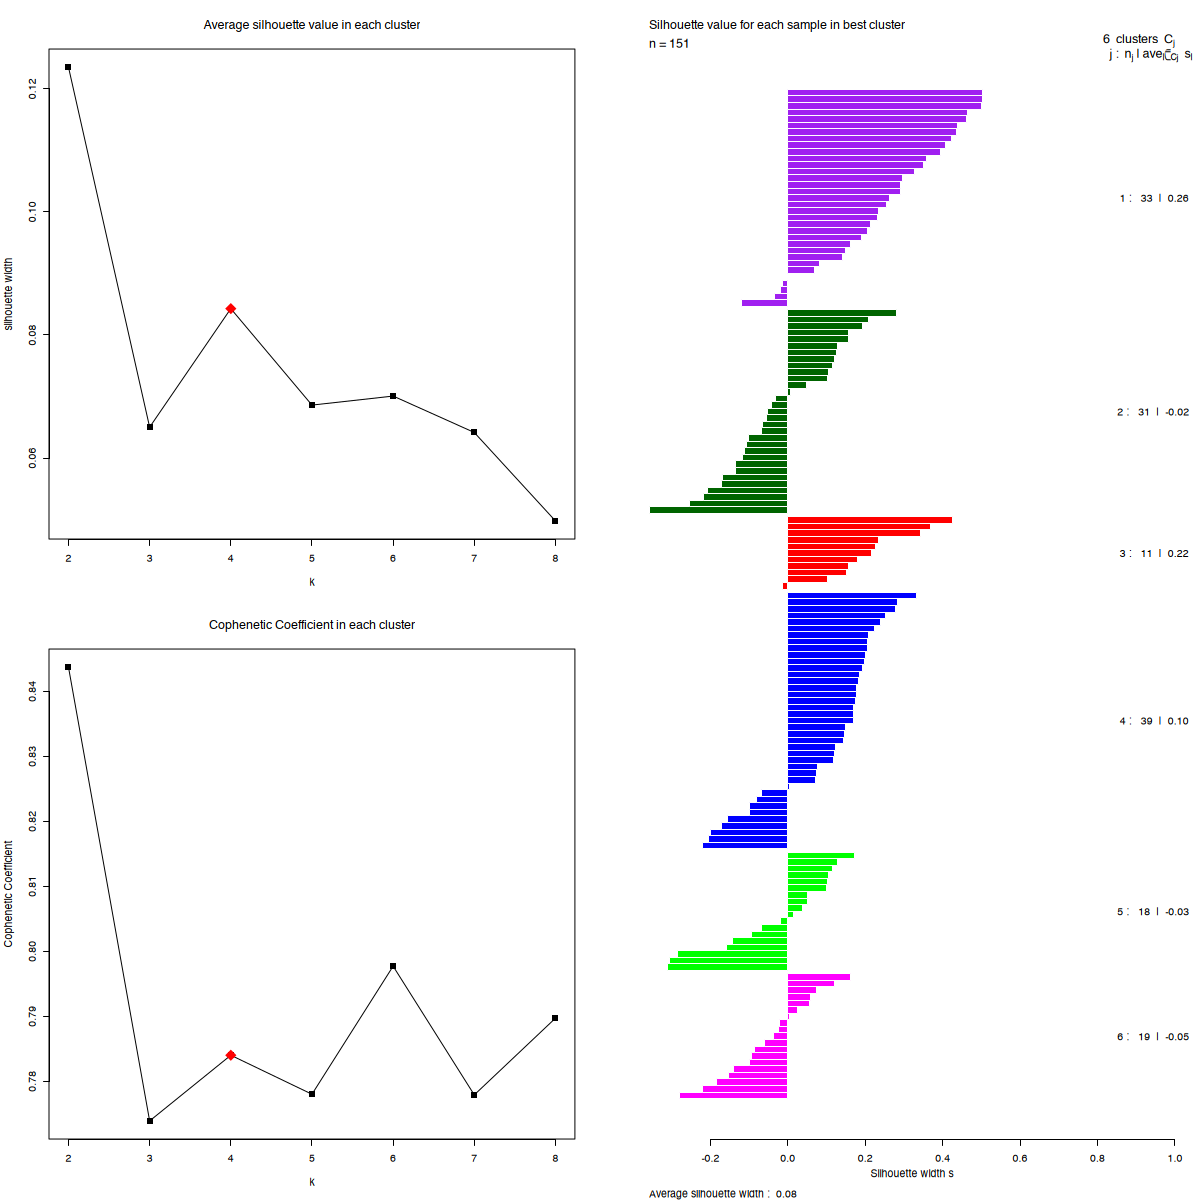 Average silhouette value in each cluster
silhouette width
0.12
0.10
0.08
0.06
2 3 4 5 6 7 8
k
Cophenetic Coefficient in each cluster
Cophenetic Coefficient
0.84
0.83
0.82
0.81
0.80
0.79
0.78
2 3 4 5 6 7 8
k
Silhouette value for each sample in best cluster
n = 151
6 clusters Cj
j : nj | avei∈Cj si
1 : 33 | 0.26
2 : 31 | -0.02
3 : 11 | 0.22
4 : 39 | 0.10
5 : 18 | -0.03
6 : 19 | -0.05
-0.2 0.0 0.2 0.4 0.6 0.8 1.0
Silhouette width s
Average silhouette width : 0.08